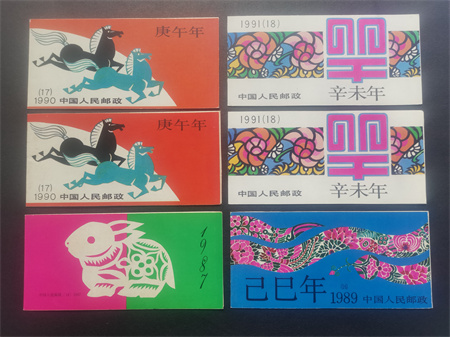 庚午年
(17)
1990 中国人民邮政
1991(18)
辛未年
中国人民邮政
庚午年
(17)
1990 中国人民邮政
1991(18)
辛未年
中国人民邮政
1987
己巳年
1989 中国人民邮政